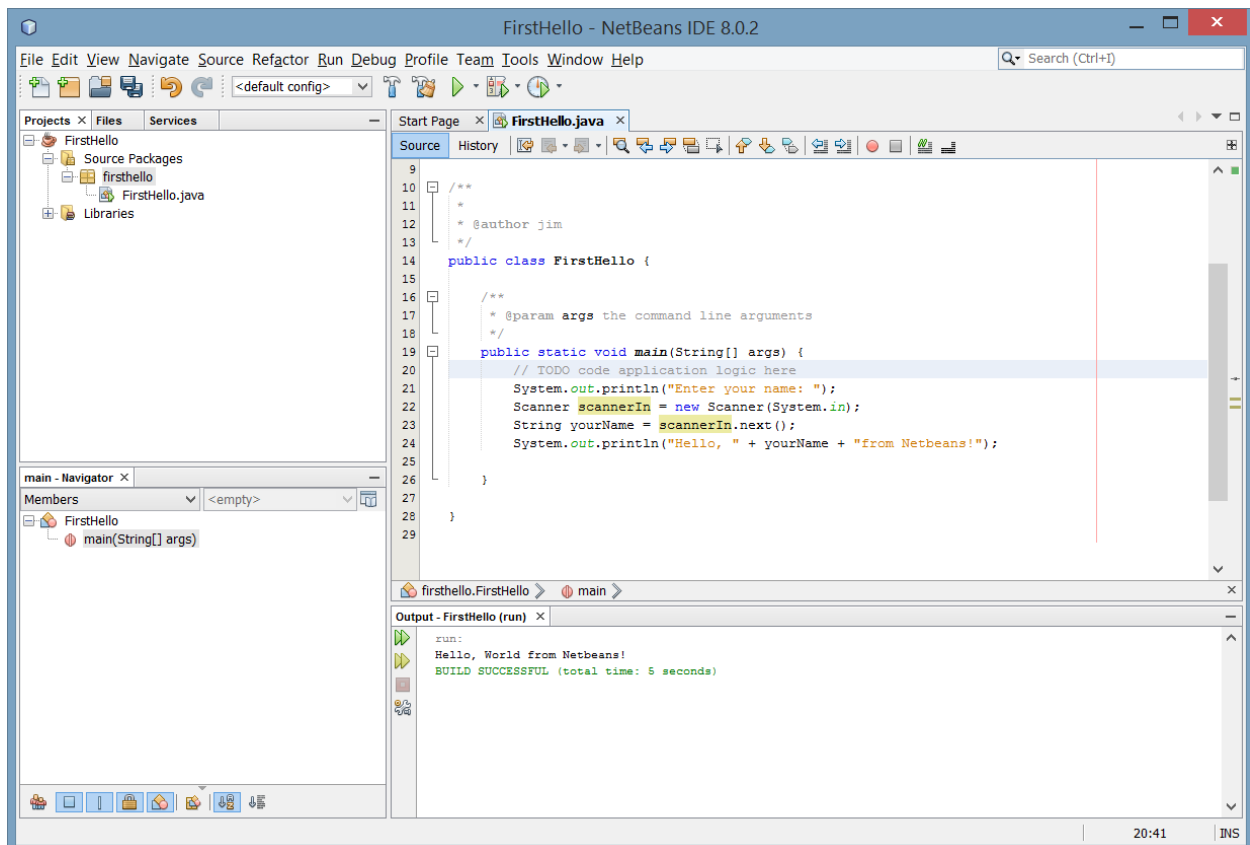 FirstHello - NetBeans IDE 8.0.2
File Edit View Navigate Source Refactor Run Debug Profile Team Tools Window Help
Search (Ctrl+I)
<default config>
Projects Files Services
FirstHello
Source Packages
firsthello
FirstHello.java
Libraries
main - Navigator
Members <empty>
FirstHello
main(String[] args)
Start Page FirstHello.java
Source History
9
10 /**
11 *
12 * @author jim
13 */
14 public class FirstHello {
15
16 /**
17 * @param args the command line arguments
18 */
19 public static void main(String[] args) {
20 // TODO code application logic here
21 System.out.println("Enter your name: ");
22 Scanner scannerIn = new Scanner(System.in);
23 String yourName = scannerIn.next();
24 System.out.println("Hello, " + yourName + "from Netbeans!");
25
26 }
27
28 }
29
firsthello.FirstHello main
Output - FirstHello (run)
run:
Hello, World from Netbeans!
BUILD SUCCESSFUL (total time: 5 seconds)
20:41 INS